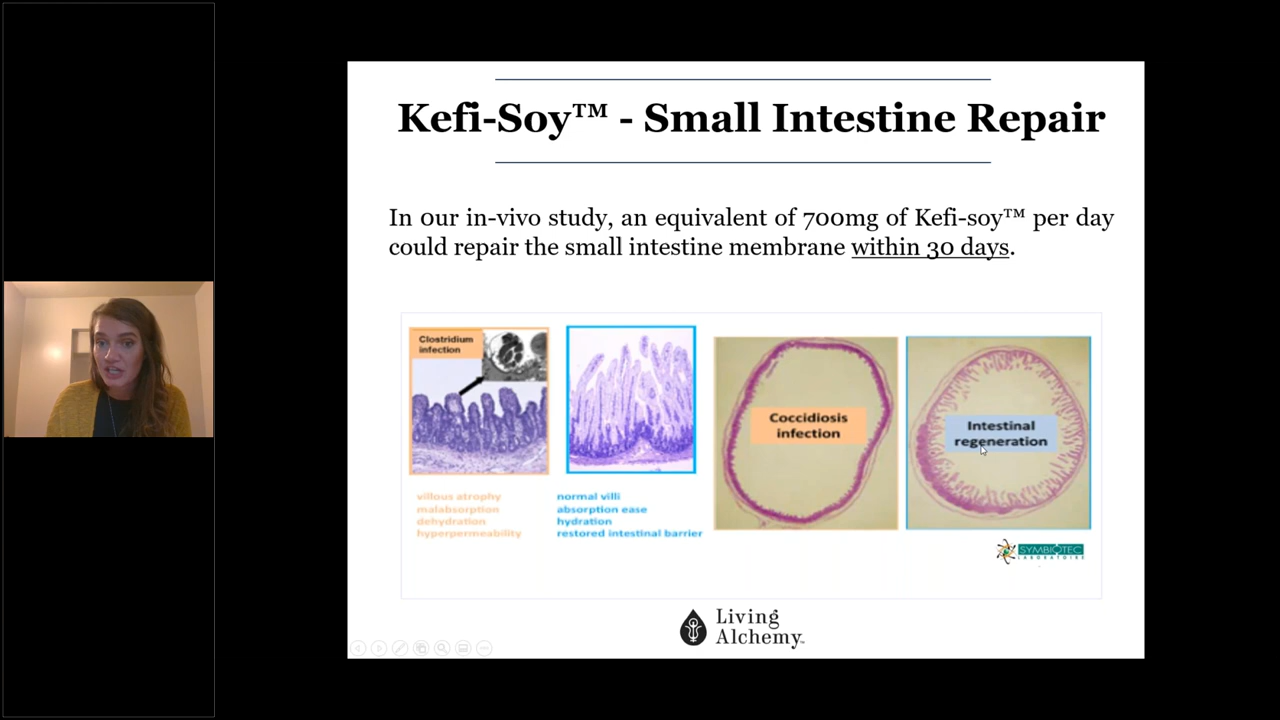 Kefi-Soy™ - Small Intestine Repair
In our in-vivo study, an equivalent of 700mg of Kefi-soy™ per day
could repair the small intestine membrane within 30 days.
Clostridium
infection
villous atrophy
malabsorption
dehydration
hyperpermeability
normal villi
absorption ease
hydration
restored intestinal barrier
Coccidiosis
infection
Intestinal
regeneration
SYMBIOTEC
LABORATOIRE
Living
Alchemy™